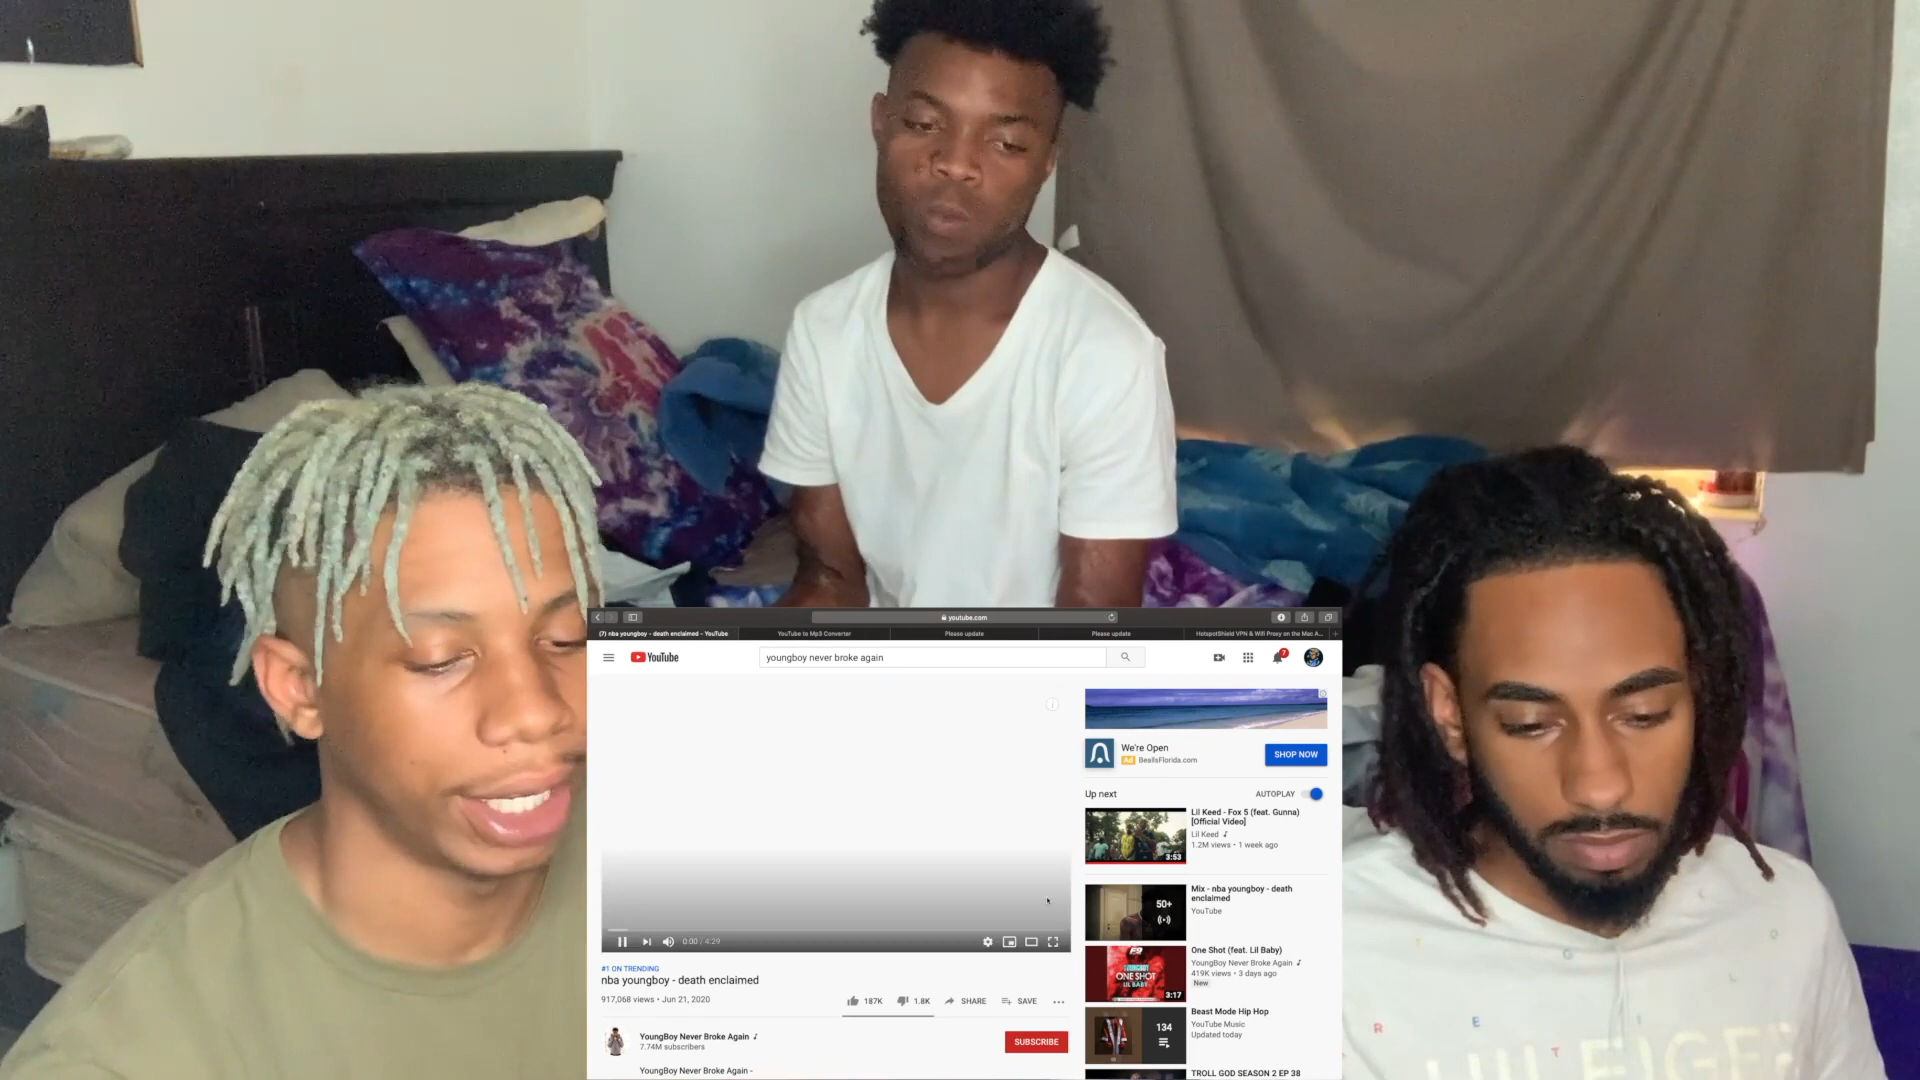 youtube.com
(7) nba youngboy - death enclaimed - YouTube
YouTube to Mp3 Converter
Please update
Please update
HotspotShield VPN & Wifi Proxy on the Mac A...
YouTube
youngboy never broke again
7
We're Open
Ad BeallsFlorida.com
SHOP NOW
Up next
AUTOPLAY
Lil Keed - Fox 5 (feat. Gunna)
[Official Video]
Lil Keed
1.2M views • 1 week ago
3:53
Mix - nba youngboy - death
enclaimed
YouTube
50+
One Shot (feat. Lil Baby)
YoungBoy Never Broke Again
419K views • 3 days ago
New
YOUNGBOY
ONE SHOT
LIL BABY
3:17
Beast Mode Hip Hop
YouTube Music
Updated today
134
TROLL GOD SEASON 2 EP 38
0:00 / 4:29
#1 ON TRENDING
nba youngboy - death enclaimed
917,068 views • Jun 21, 2020
187K
1.8K
SHARE
SAVE
YoungBoy Never Broke Again
7.74M subscribers
SUBSCRIBE
YoungBoy Never Broke Again -
R E T